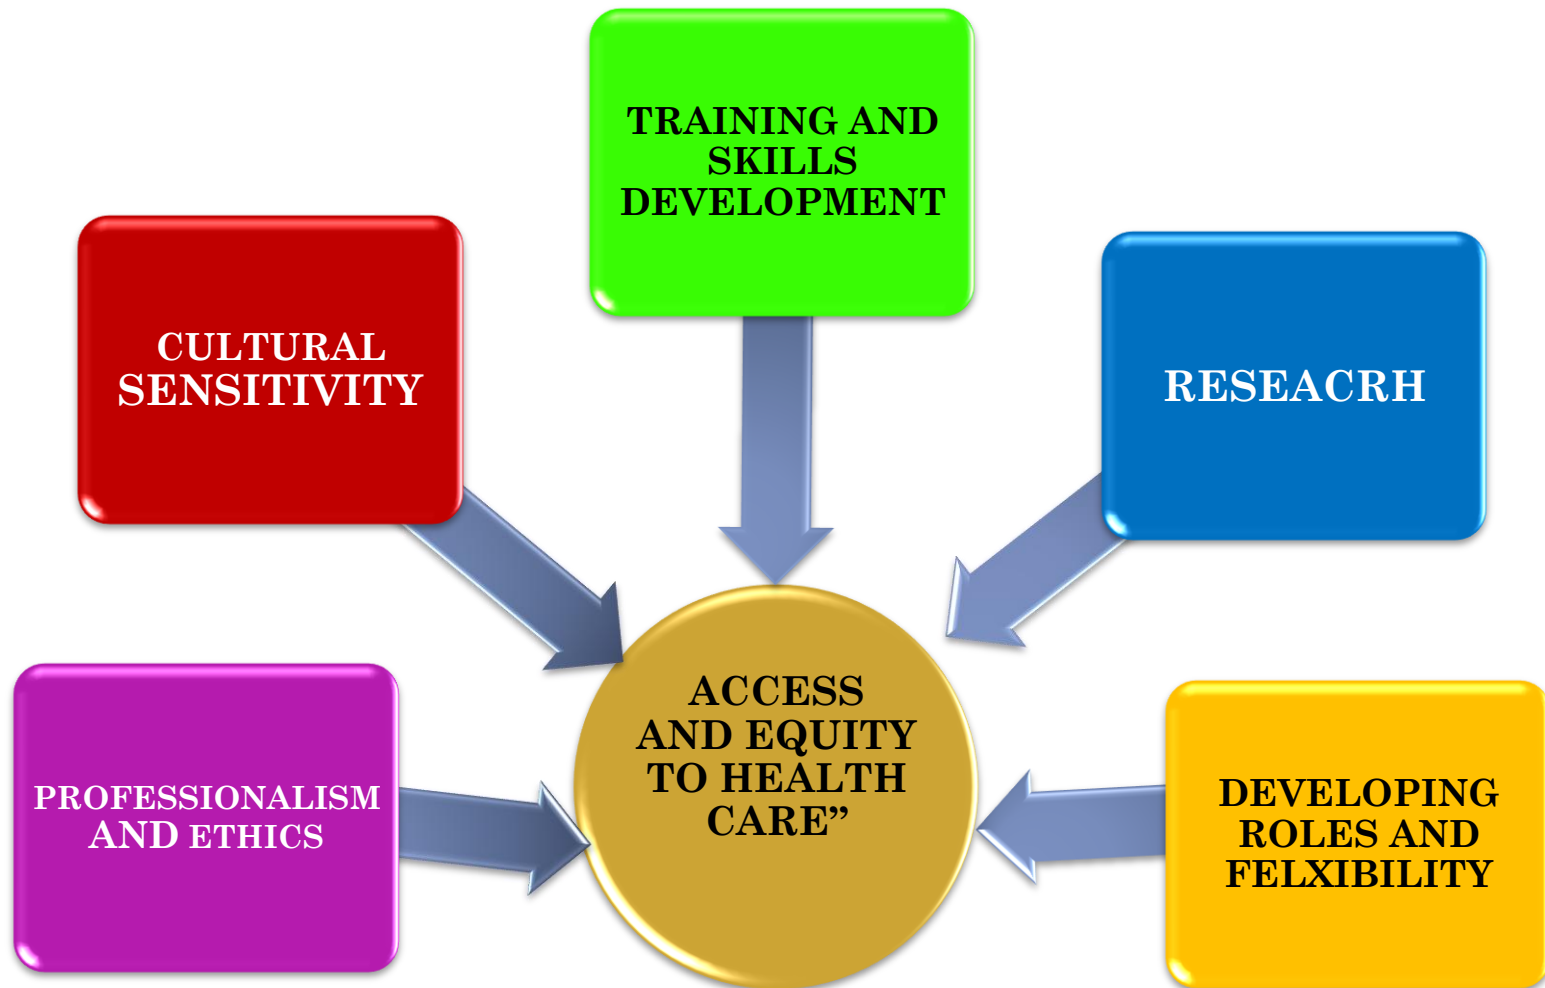 TRAINING AND
SKILLS
DEVELOPMENT
CULTURAL
SENSITIVITY
RESEACRH
PROFESSIONALISM
AND ETHICS
ACCESS
AND EQUITY
TO HEALTH
CARE”
DEVELOPING
ROLES AND
FELXIBILITY